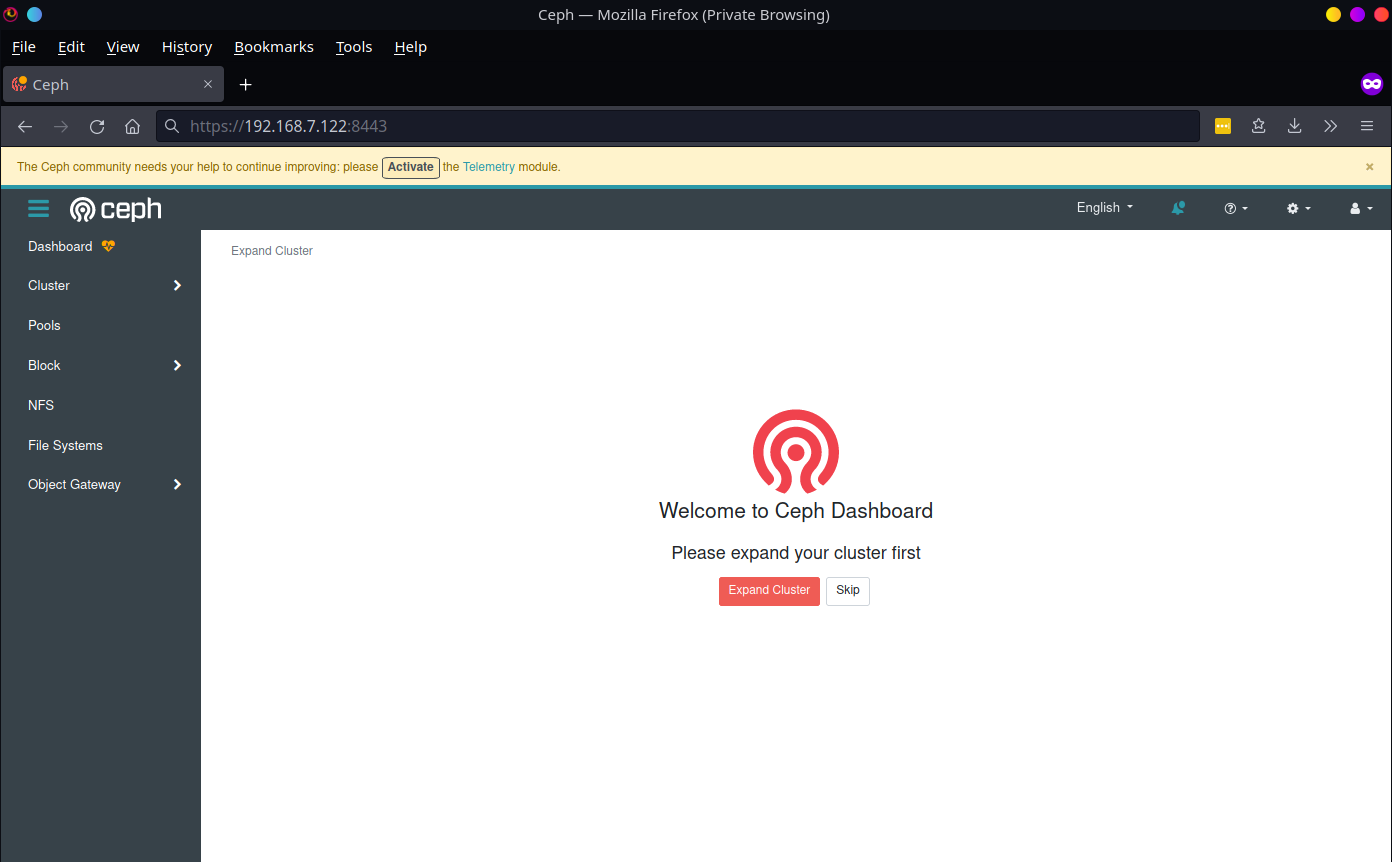 Ceph — Mozilla Firefox (Private Browsing)
File Edit View History Bookmarks Tools Help
Ceph
https://192.168.7.122:8443
The Ceph community needs your help to continue improving: please Activate the Telemetry module.
ceph English
Dashboard
Expand Cluster
Cluster
Pools
Block
NFS
File Systems
Object Gateway
Welcome to Ceph Dashboard
Please expand your cluster first
Expand Cluster Skip